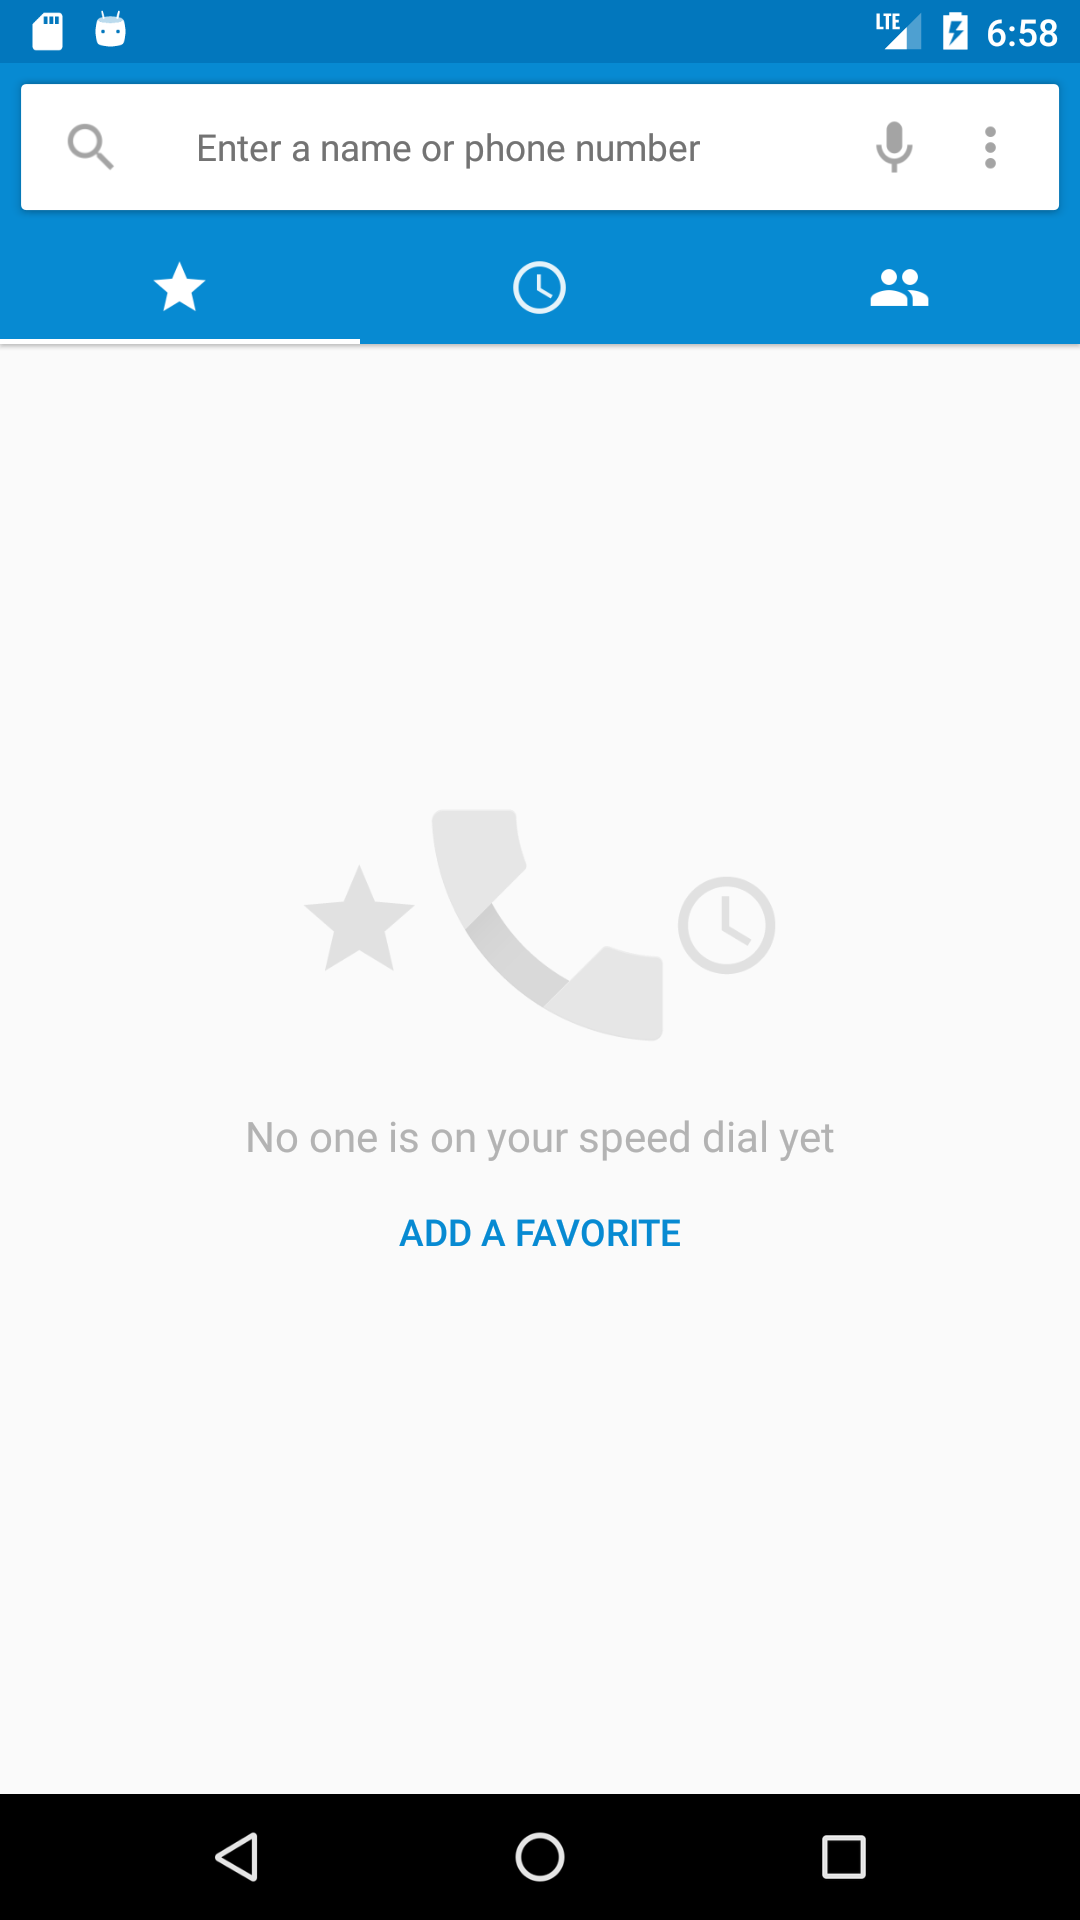 LTE 6:58
Enter a name or phone number
No one is on your speed dial yet
ADD A FAVORITE